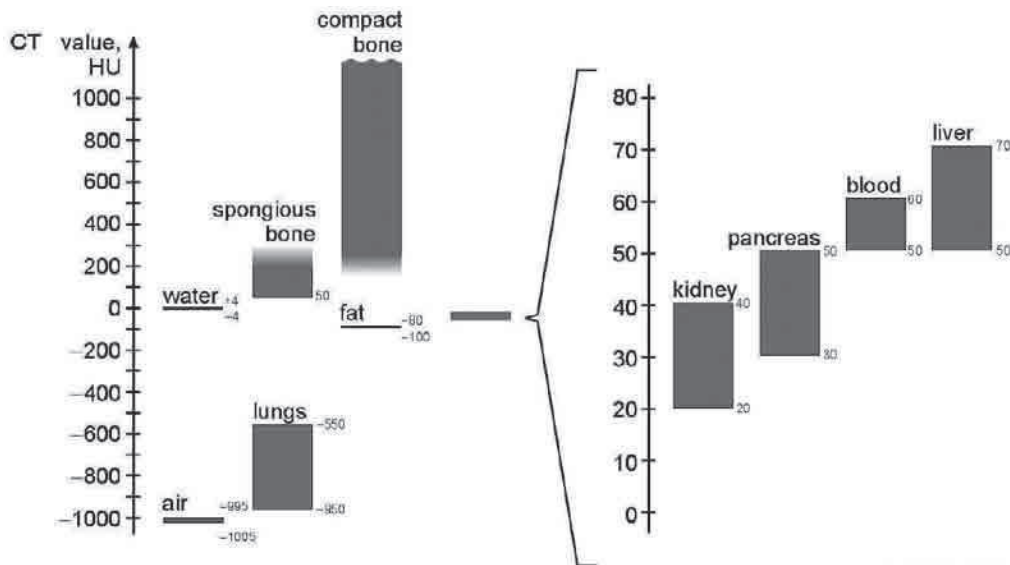 CT value,
HU
1000
800
600
400
200
0
−200
−400
−600
−800
−1000
compact
bone
spongious
bone
50
water
+4
−4
fat
−80
−100
lungs
−550
−950
air
−995
−1005
80
70
60
50
40
30
20
10
0
liver
70
50
blood
60
50
pancreas
50
30
kidney
40
20